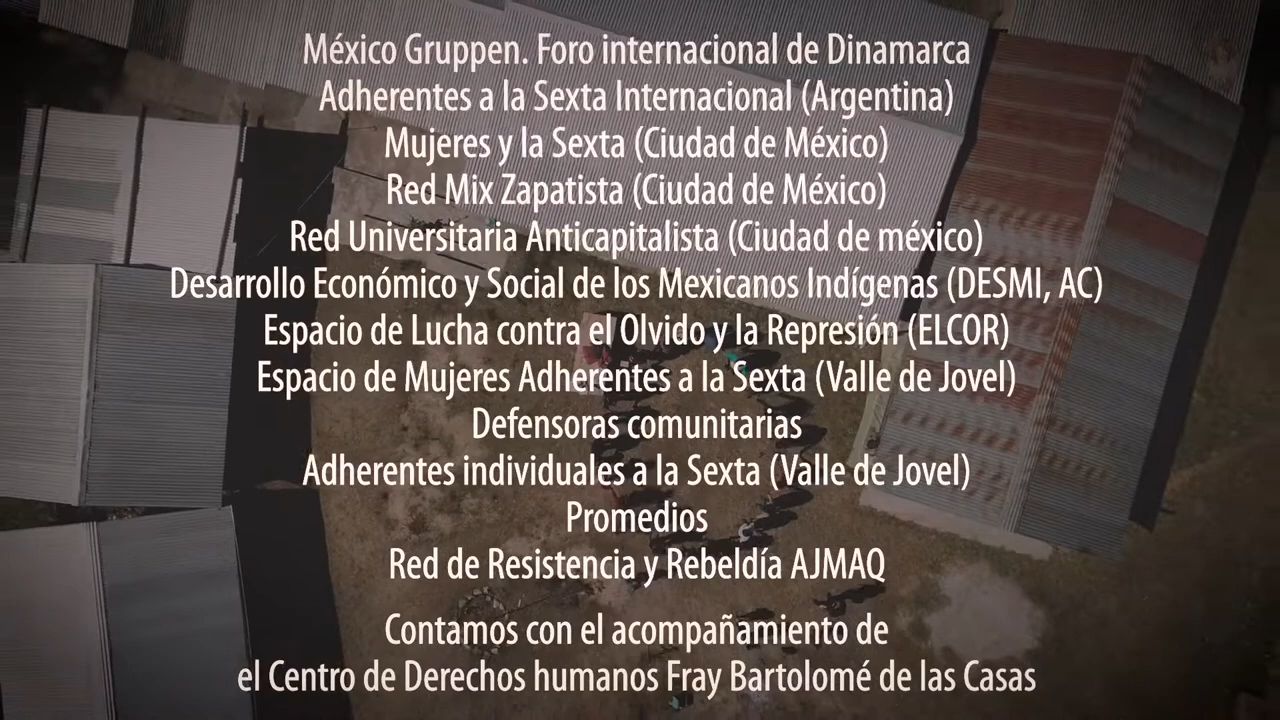 México Gruppen. Foro internacional de Dinamarca
Adherentes a la Sexta Internacional (Argentina)
Mujeres y la Sexta (Ciudad de México)
Red Mix Zapatista (Ciudad de México)
Red Universitaria Anticapitalista (Ciudad de méxico)
Desarrollo Económico y Social de los Mexicanos Indígenas (DESMI, AC)
Espacio de Lucha contra el Olvido y la Represión (ELCOR)
Espacio de Mujeres Adherentes a la Sexta (Valle de Jovel)
Defensoras comunitarias
Adherentes individuales a la Sexta (Valle de Jovel)
Promedios
Red de Resistencia y Rebeldía AJMAQ
Contamos con el acompañamiento de
el Centro de Derechos humanos Fray Bartolomé de las Casas